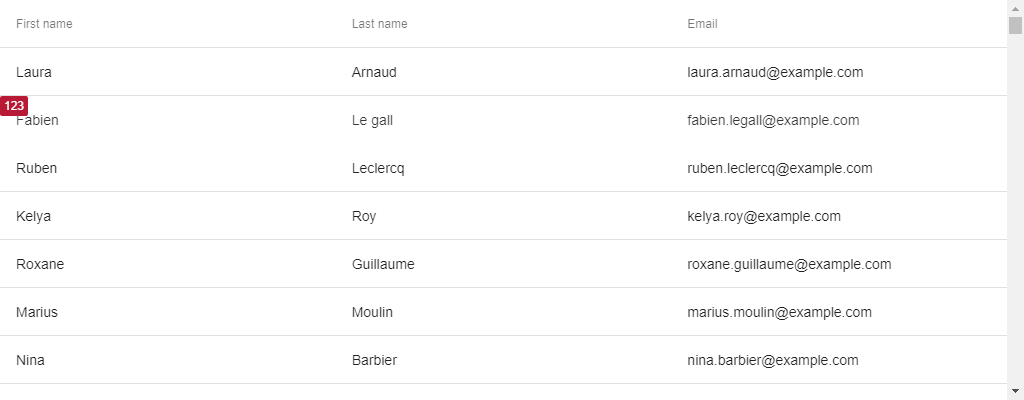 First name Last name Email
Laura Arnaud laura.arnaud@example.com
123
Fabien Le gall fabien.legall@example.com
Ruben Leclercq ruben.leclercq@example.com
Kelya Roy kelya.roy@example.com
Roxane Guillaume roxane.guillaume@example.com
Marius Moulin marius.moulin@example.com
Nina Barbier nina.barbier@example.com